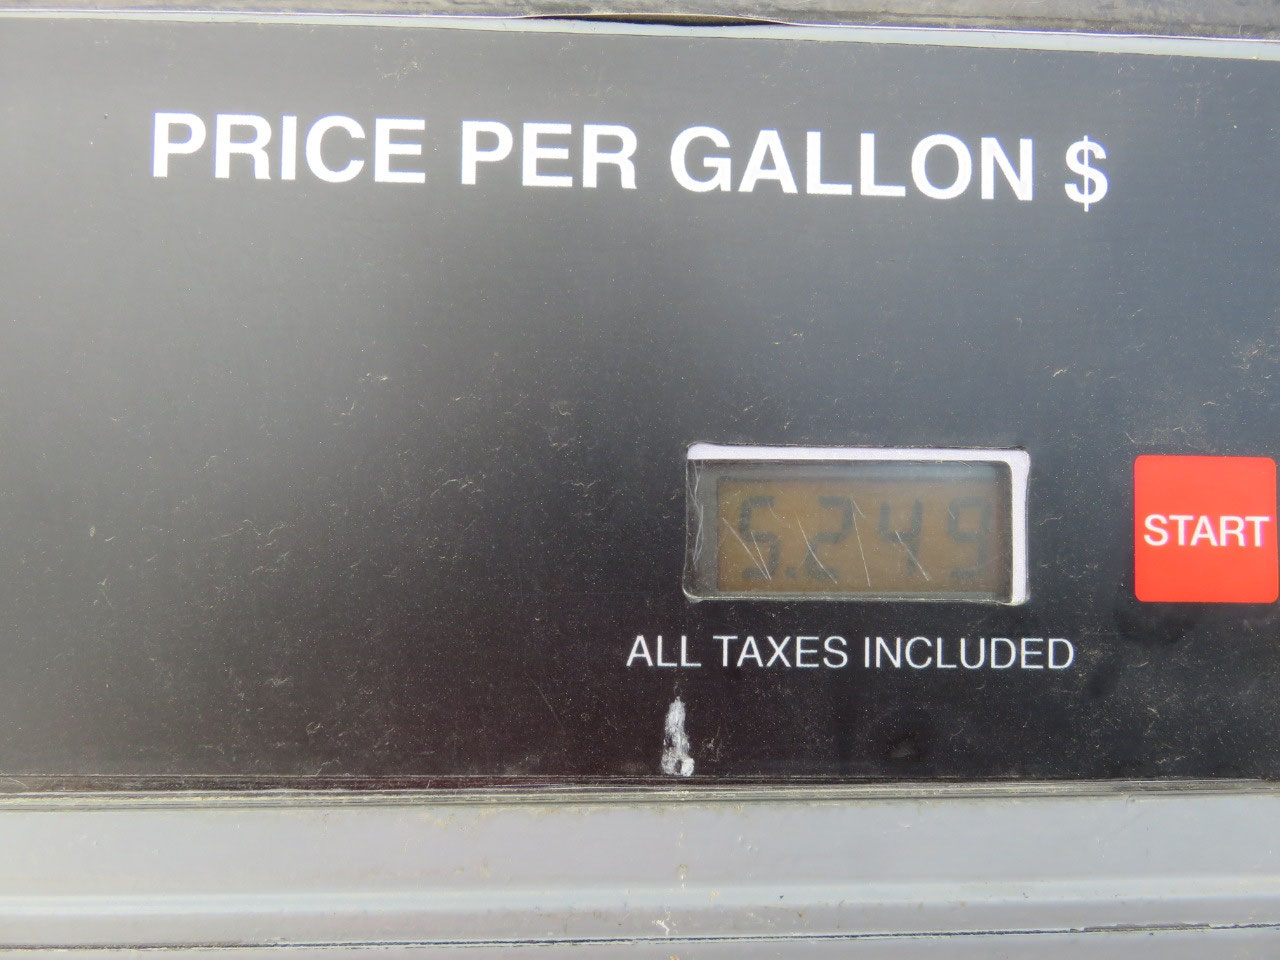 PRICE PER GALLON $
5.249
START
ALL TAXES INCLUDED